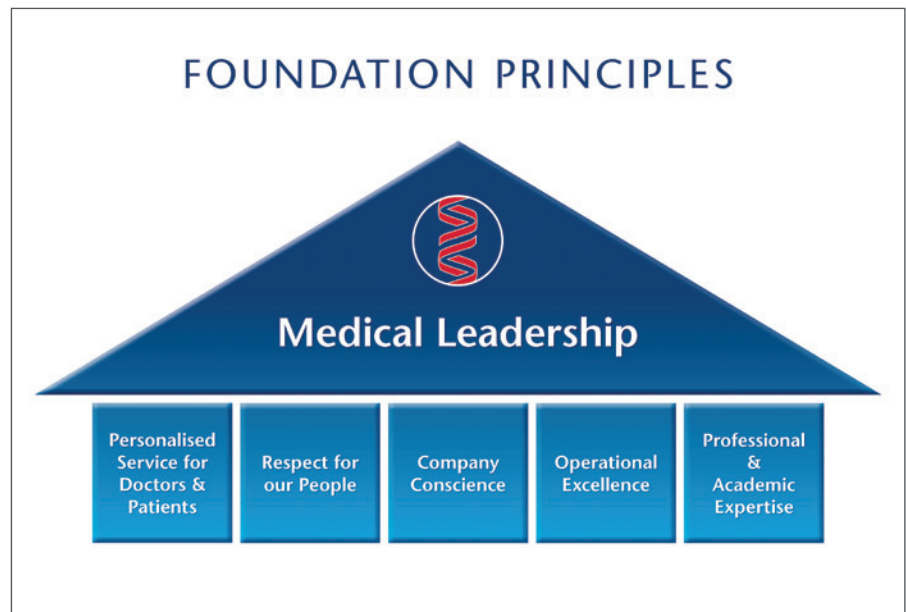 FOUNDATION PRINCIPLES
Medical Leadership
Personalised
Service for
Doctors &
Patients
Respect for
our People
Company
Conscience
Operational
Excellence
Professional
&
Academic
Expertise